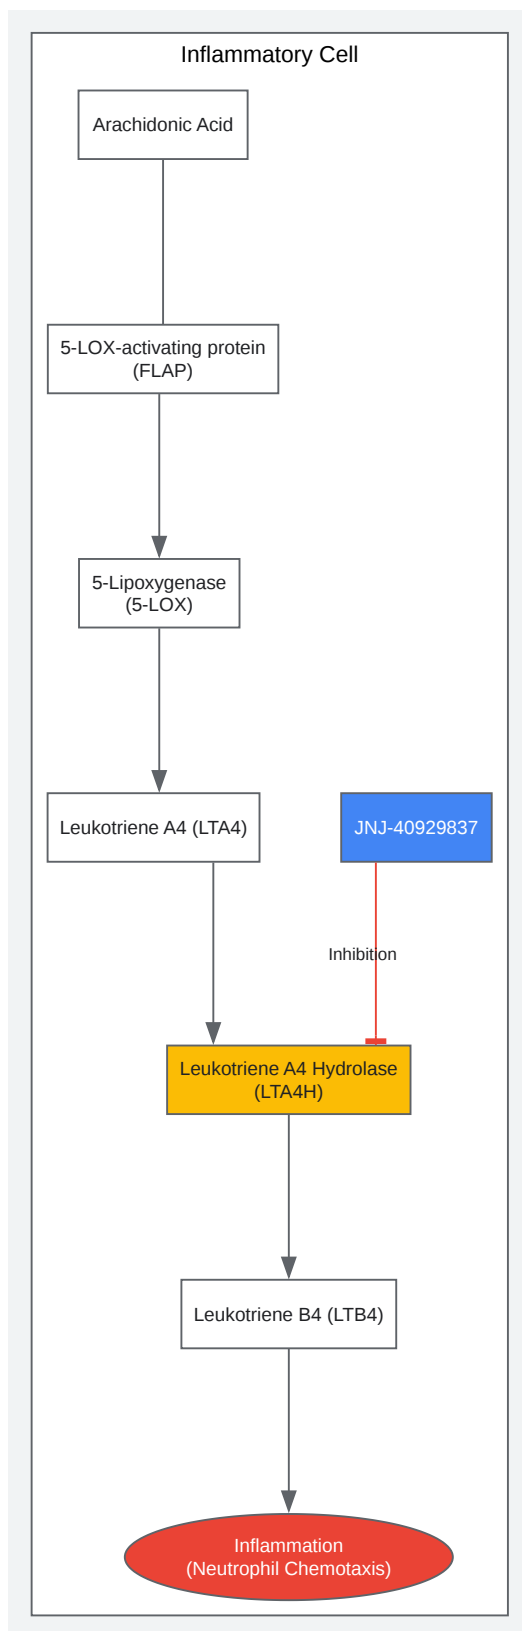 Inflammatory Cell
Arachidonic Acid
5-LOX-activating protein
(FLAP)
5-Lipoxygenase
(5-LOX)
Leukotriene A4 (LTA4)
JNJ-40929837
Inhibition
Leukotriene A4 Hydrolase
(LTA4H)
Leukotriene B4 (LTB4)
Inflammation
(Neutrophil Chemotaxis)